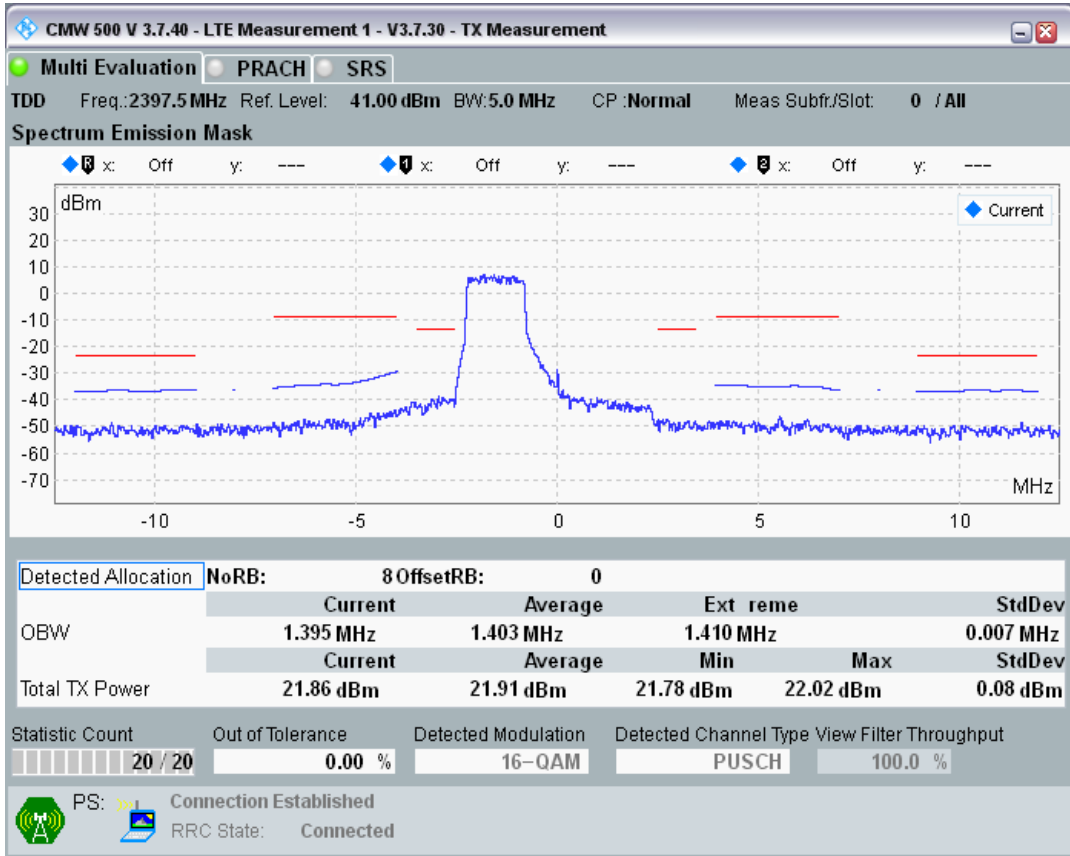 CMW 500 V 3.7.40 - LTE Measurement 1 - V3.7.30 - TX Measurement
Multi Evaluation PRACH SRS
TDD Freq.:2397.5 MHz Ref. Level: 41.00 dBm BW:5.0 MHz CP :Normal Meas Subfr./Slot: 0 / All
Spectrum Emission Mask
R x: Off y: --- 1 x: Off y: --- 2 x: Off y: ---
dBm
Current
30
20
10
0
-10
-20
-30
-40
-50
-60
-70
MHz
-10 -5 0 5 10
Detected Allocation NoRB: 8 OffsetRB: 0
Current Average Ext reme StdDev
OBW 1.395 MHz 1.403 MHz 1.410 MHz 0.007 MHz
Current Average Min Max StdDev
Total TX Power 21.86 dBm 21.91 dBm 21.78 dBm 22.02 dBm 0.08 dBm
Statistic Count Out of Tolerance Detected Modulation Detected Channel Type View Filter Throughput
20 / 20 0.00 % 16-QAM PUSCH 100.0 %
PS: Connection Established
RRC State: Connected